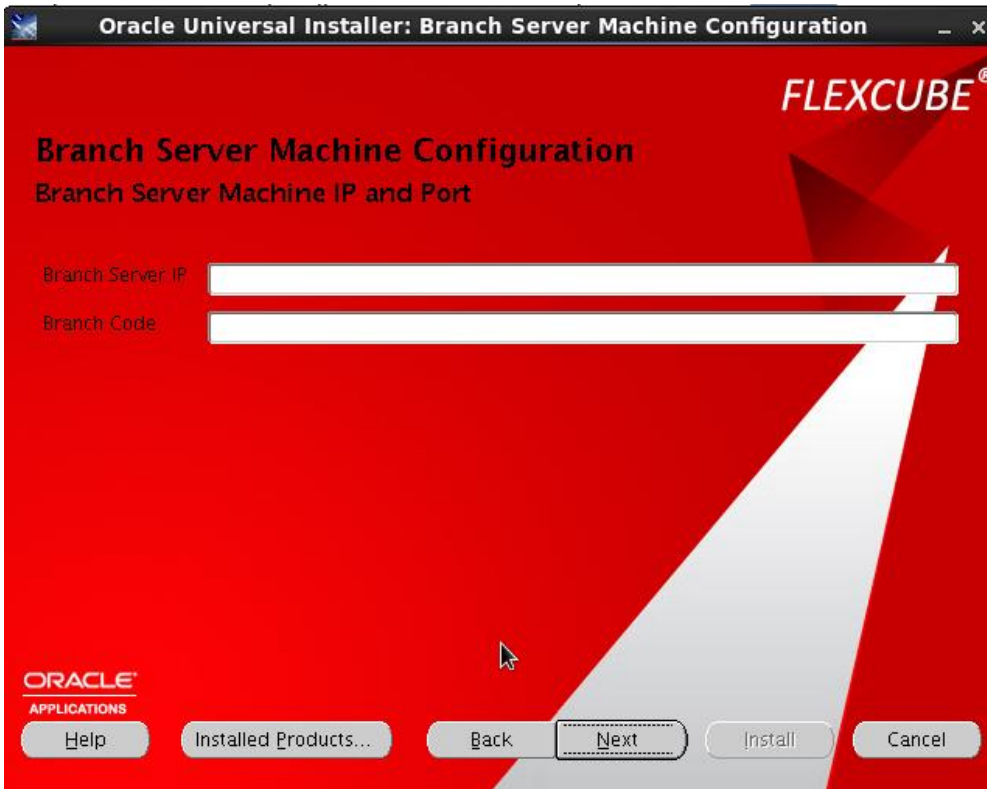 Oracle Universal Installer: Branch Server Machine Configuration
FLEXCUBE®
Branch Server Machine Configuration
Branch Server Machine IP and Port
Branch Server IP
Branch Code
ORACLE®
APPLICATIONS
Help Installed Products... Back Next Install Cancel